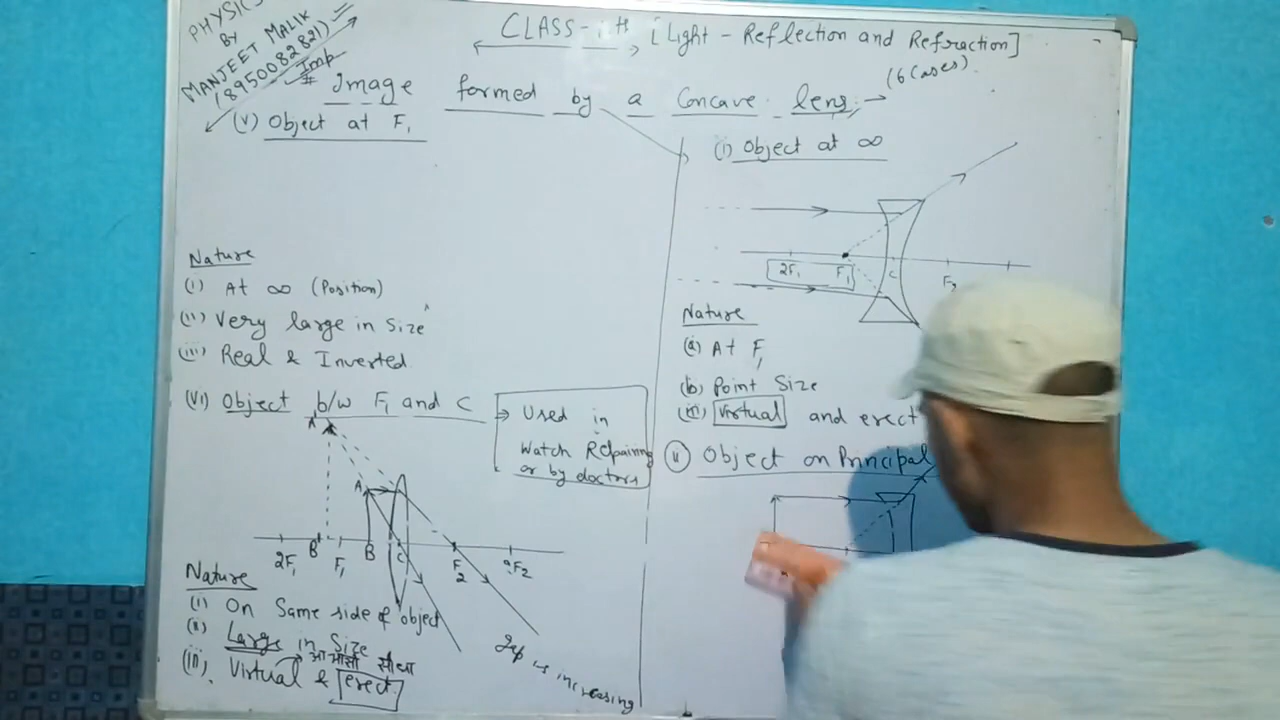 PHYSICS
BY
MANJEET MALIK
(8950082821)
CLASS-
[Light - Reflection and Refraction]
Imp
# Image formed by a Concave lens → (6 Cases)
(V) Object at F₁
Nature
(i) At ∞ (Position)
(ii) Very large in Size
(iii) Real & Inverted
(VI) Object b/w F₁ and C
→ Used in
Watch Repairing
or by doctors
A'
A
2F₁ B' F₁ B C F₂ 2F₂
Nature
(i) On Same side of object
(ii) Large in Size
आभासी सीधा
(iii) Virtual & erect
is increasing
(i) Object at ∞
2F₁ F₁ C F₂
Nature
(a) At F₁
(b) Point Size
(iii) Virtual and erect
(ii) Object on Principal